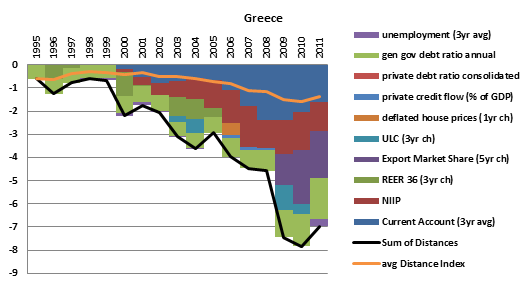 Greece
1995 1996 1997 1998 1999 2000 2001 2002 2003 2004 2005 2006 2007 2008 2009 2010 2011
0
-1
-2
-3
-4
-5
-6
-7
-8
-9
unemployment (3yr avg)
gen gov debt ratio annual
private debt ratio consolidated
private credit flow (% of GDP)
deflated house prices (1yr ch)
ULC (3yr ch)
Export Market Share (5yr ch)
REER 36 (3yr ch)
NIIP
Current Account (3yr avg)
Sum of Distances
avg Distance Index